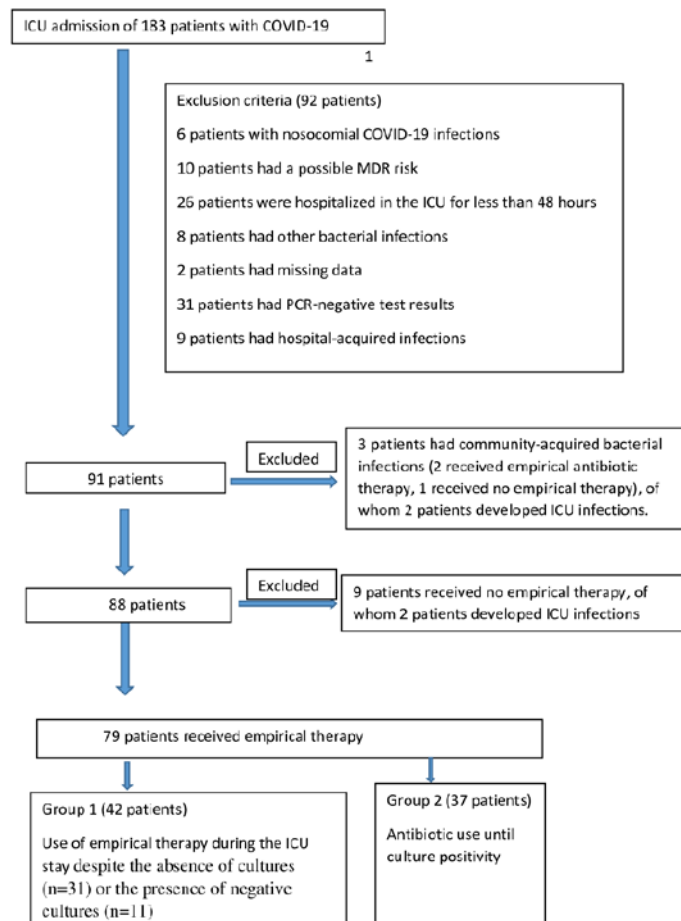 ICU admission of 183 patients with COVID-19
1
Exclusion criteria (92 patients)
6 patients with nosocomial COVID-19 infections
10 patients had a possible MDR risk
26 patients were hospitalized in the ICU for less than 48 hours
8 patients had other bacterial infections
2 patients had missing data
31 patients had PCR-negative test results
9 patients had hospital-acquired infections
91 patients
Excluded
3 patients had community-acquired bacterial
infections (2 received empirical antibiotic
therapy, 1 received no empirical therapy), of
whom 2 patients developed ICU infections.
88 patients
Excluded
9 patients received no empirical therapy, of
whom 2 patients developed ICU infections
79 patients received empirical therapy
Group 1 (42 patients)
Use of empirical therapy during the ICU
stay despite the absence of cultures
(n=31) or the presence of negative
cultures (n=11)
Group 2 (37 patients)
Antibiotic use until
culture positivity